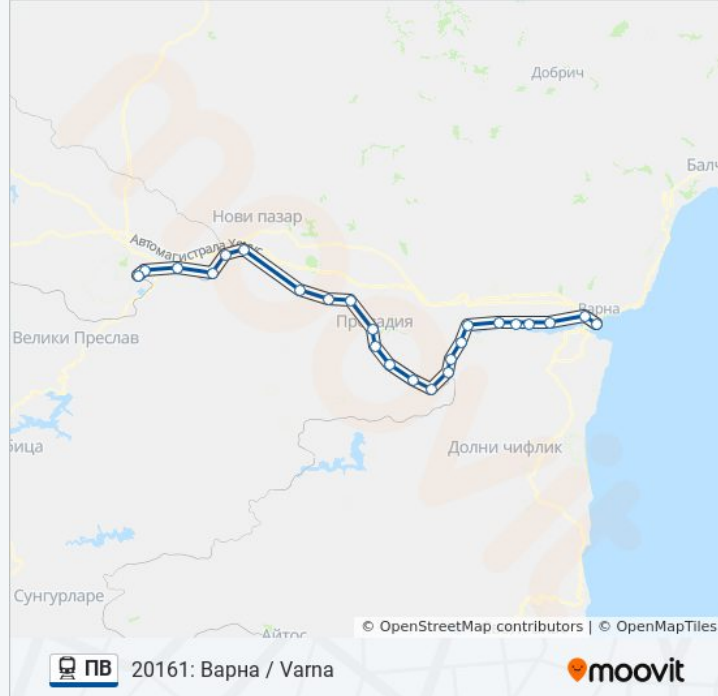 Добрич
Балч
Нови пазар
Автомагистрала Хемус
Варна
Провадия
Велики Преслав
Долни чифлик
бица
Сунгурларе
Айтос
© OpenStreetMap contributors | © OpenMapTiles
ПВ 20161: Варна / Varna
moovit
moovit